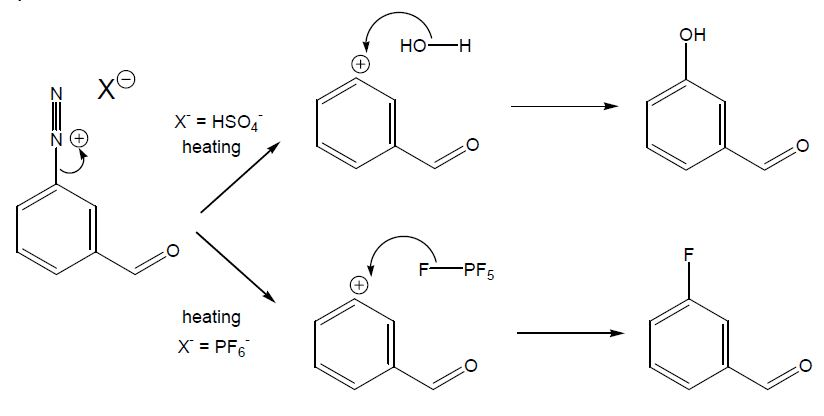 N
N ⊕
X⊖
O
X⁻ = HSO₄⁻
heating
⊕
HO—H
O
OH
O
heating
X⁻ = PF₆⁻
⊕
F—PF₅
O
F
O